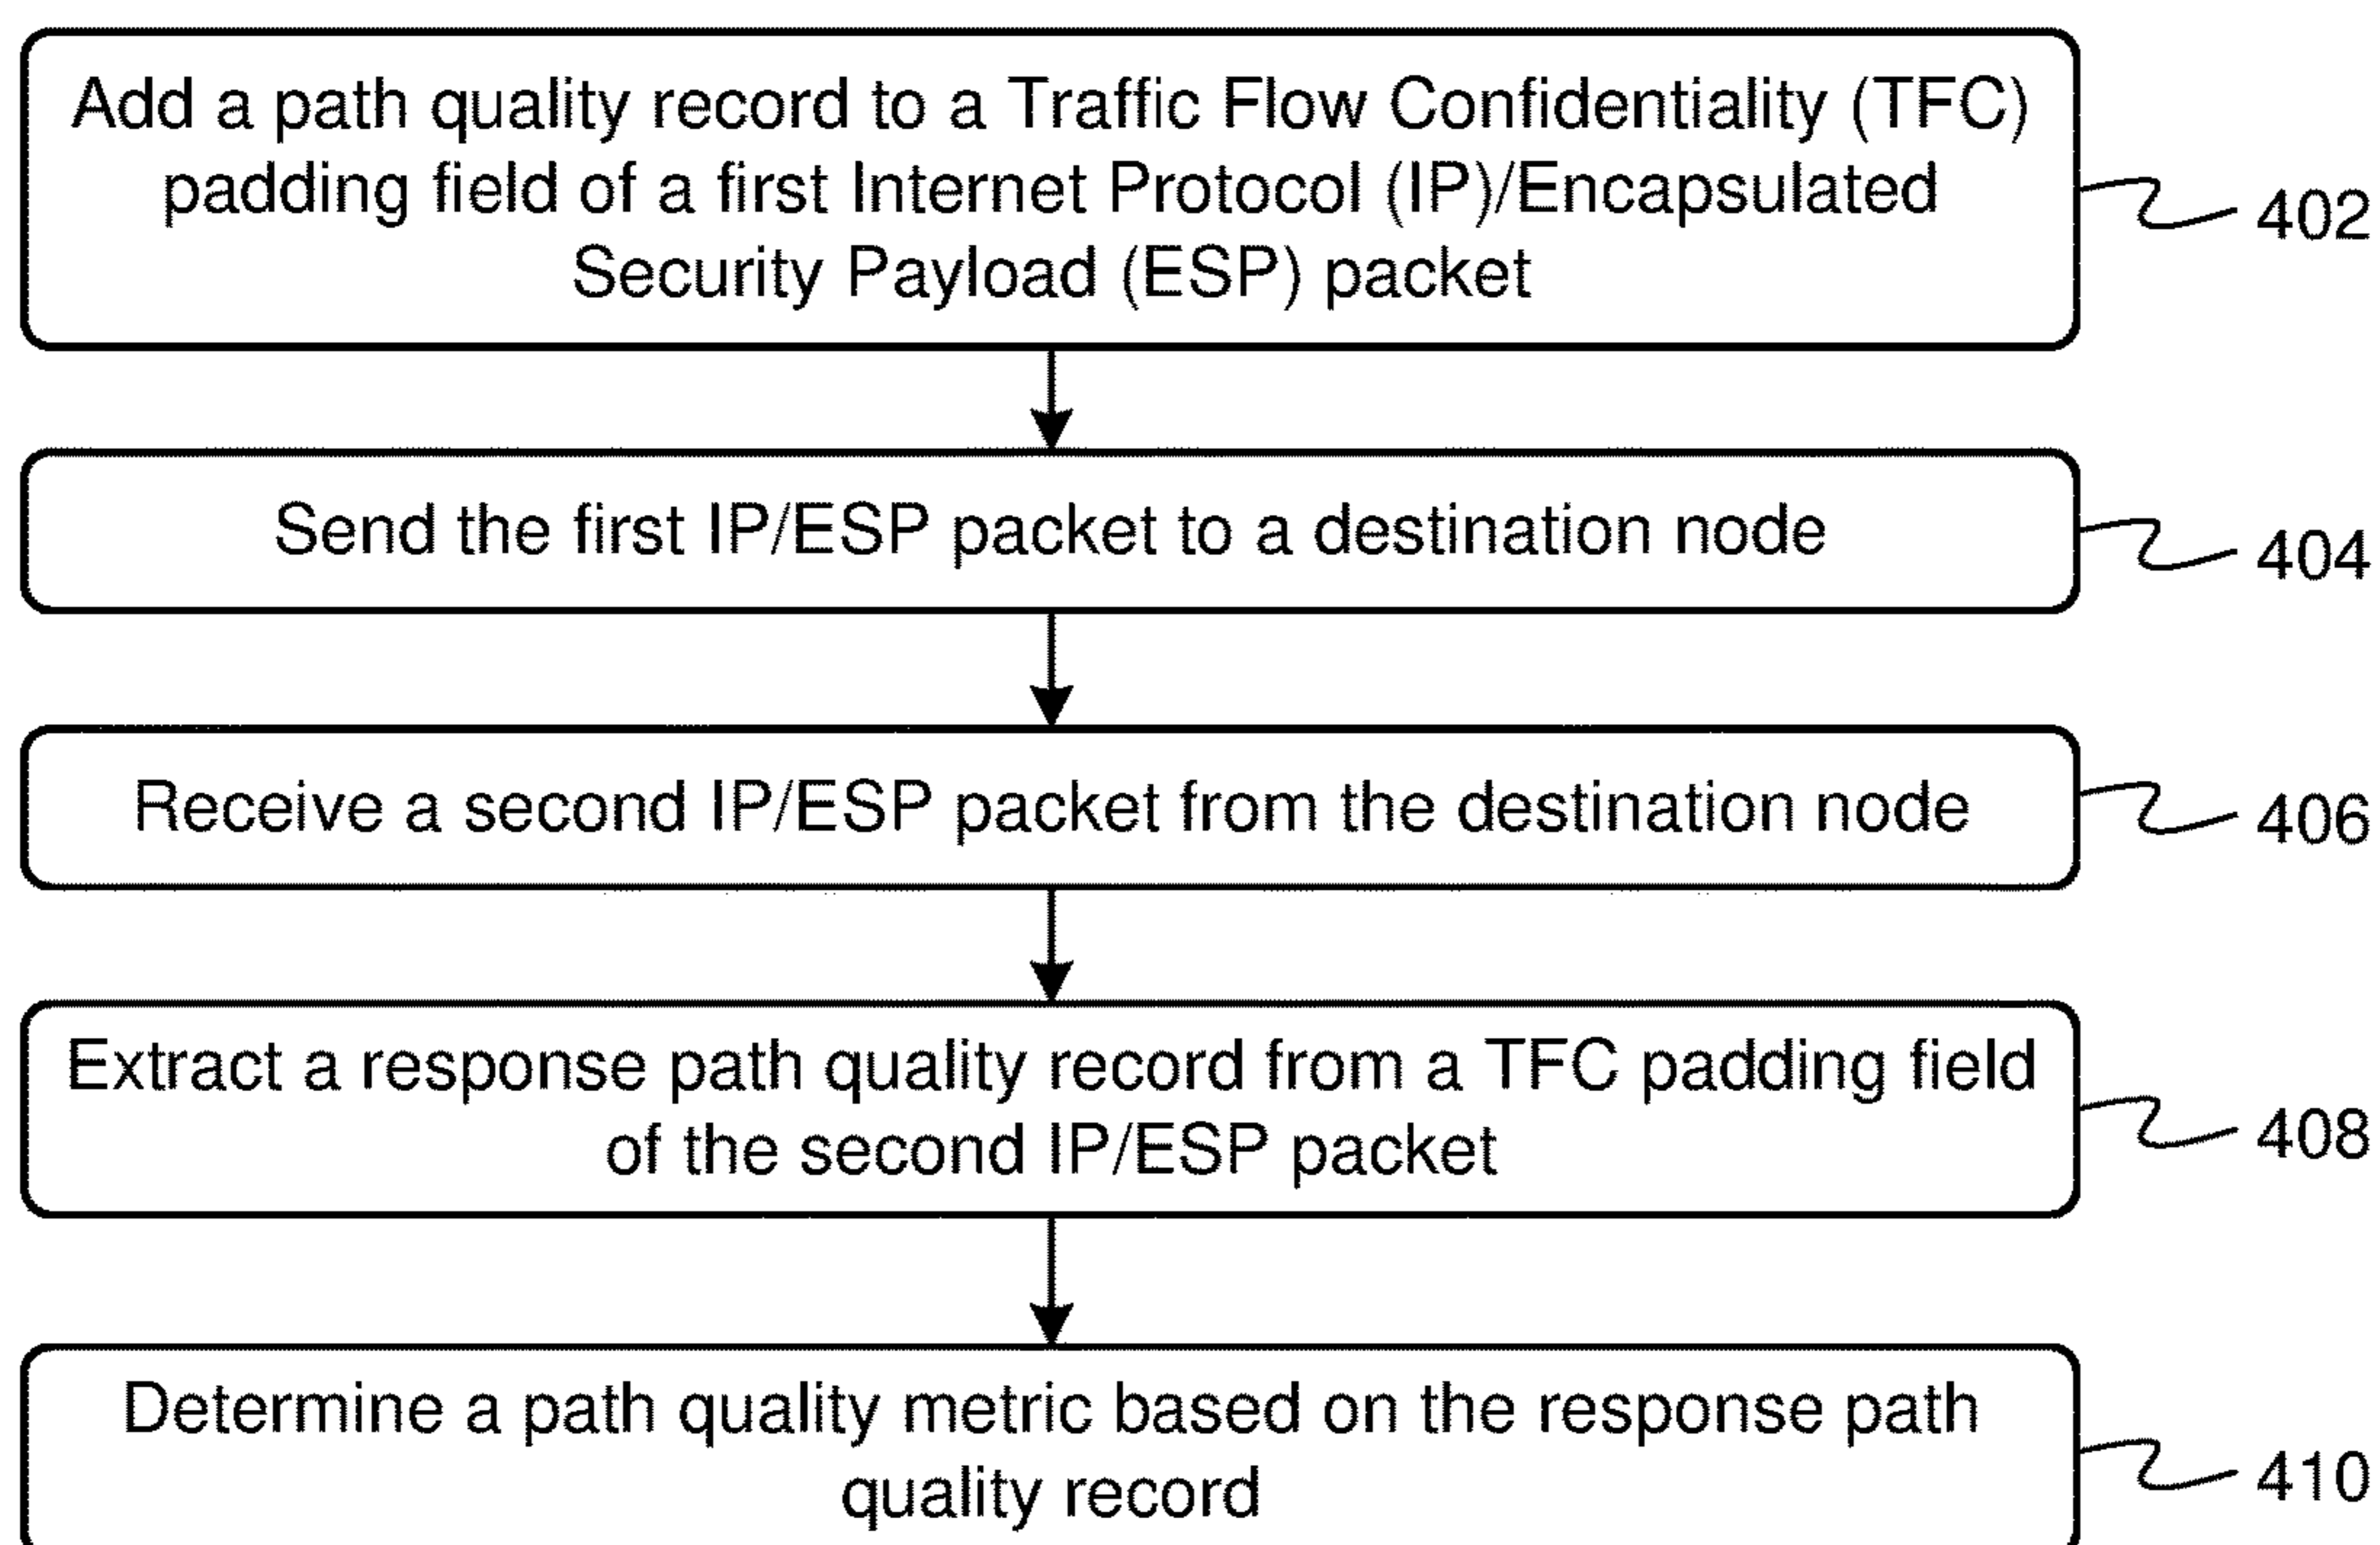 Add a path quality record to a Traffic Flow Confidentiality (TFC)
padding field of a first Internet Protocol (IP)/Encapsulated
Security Payload (ESP) packet
402
Send the first IP/ESP packet to a destination node
404
Receive a second IP/ESP packet from the destination node
406
Extract a response path quality record from a TFC padding field
of the second IP/ESP packet
408
Determine a path quality metric based on the response path
quality record
410